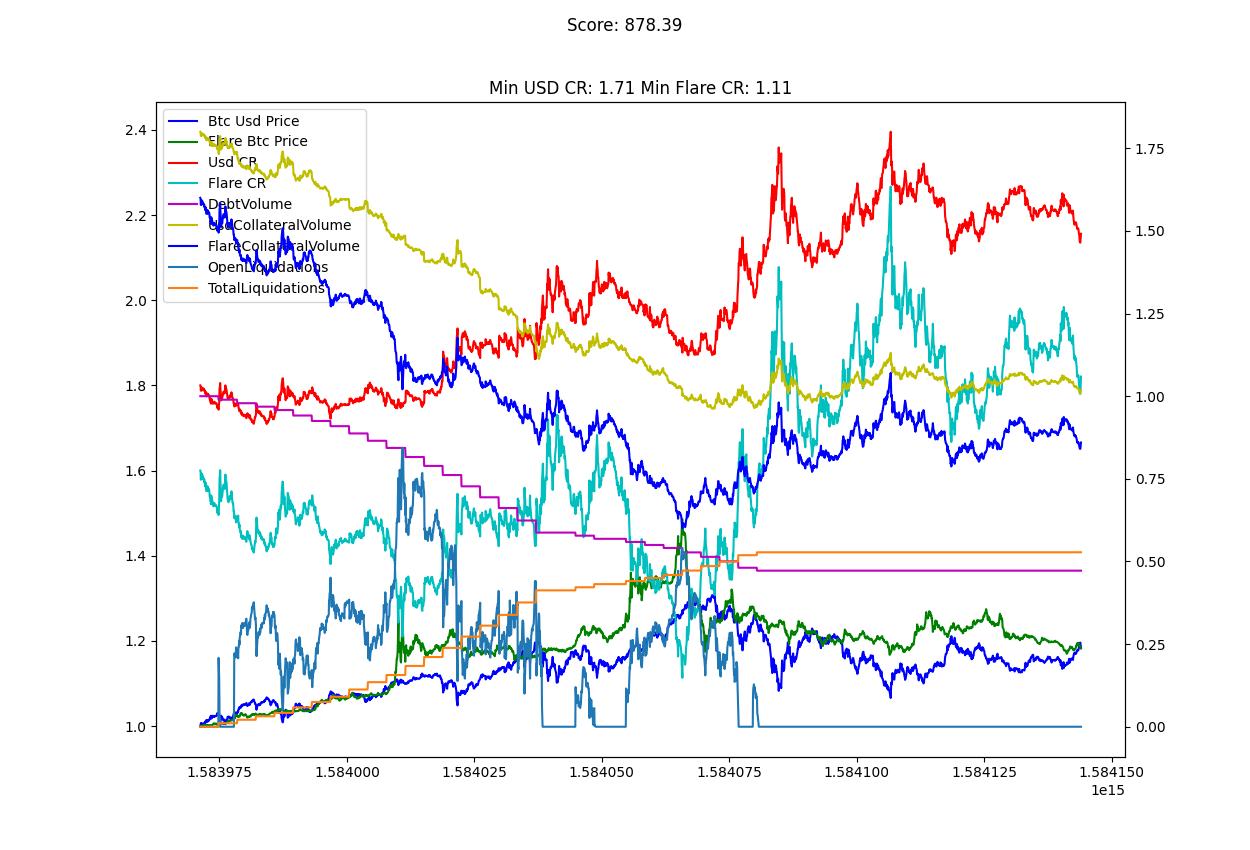 Score: 878.39
Min USD CR: 1.71 Min Flare CR: 1.11
Btc Usd Price
Flare Btc Price
Usd CR
Flare CR
DebtVolume
UsdCollateralVolume
FlareCollateralVolume
OpenLiquidations
TotalLiquidations
2.4
2.2
2.0
1.8
1.6
1.4
1.2
1.0
1.75
1.50
1.25
1.00
0.75
0.50
0.25
0.00
1.583975 1.584000 1.584025 1.584050 1.584075 1.584100 1.584125 1.584150
1e15